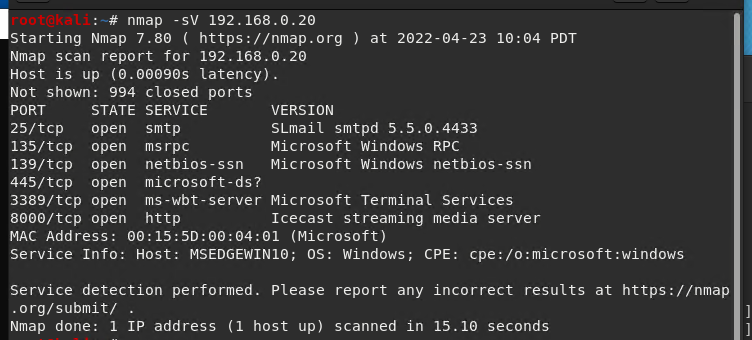 root@kali:~# nmap -sV 192.168.0.20
Starting Nmap 7.80 ( https://nmap.org ) at 2022-04-23 10:04 PDT
Nmap scan report for 192.168.0.20
Host is up (0.00090s latency).
Not shown: 994 closed ports
PORT     STATE SERVICE       VERSION
25/tcp   open  smtp          SLmail smtpd 5.5.0.4433
135/tcp  open  msrpc         Microsoft Windows RPC
139/tcp  open  netbios-ssn   Microsoft Windows netbios-ssn
445/tcp  open  microsoft-ds?
3389/tcp open  ms-wbt-server Microsoft Terminal Services
8000/tcp open  http          Icecast streaming media server
MAC Address: 00:15:5D:00:04:01 (Microsoft)
Service Info: Host: MSEDGEWIN10; OS: Windows; CPE: cpe:/o:microsoft:windows

Service detection performed. Please report any incorrect results at https://nmap
.org/submit/ .
Nmap done: 1 IP address (1 host up) scanned in 15.10 seconds